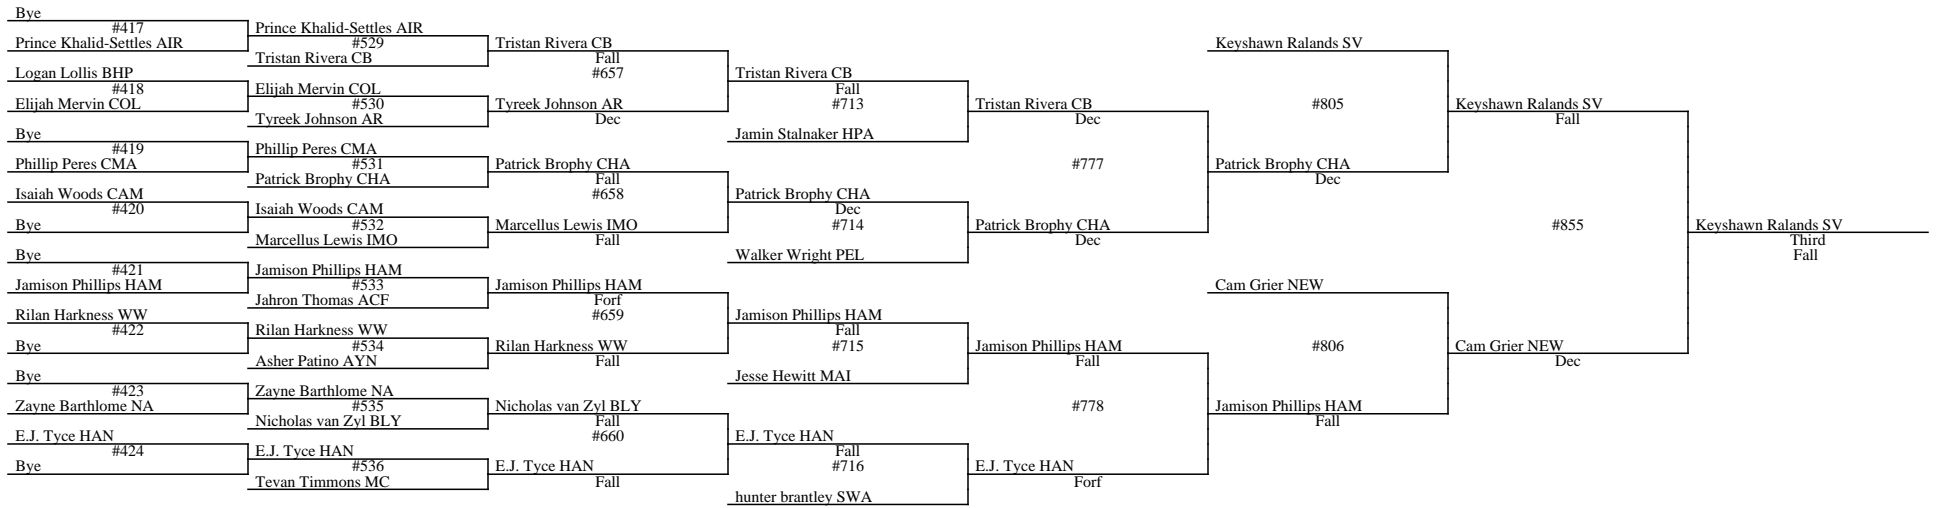 Bye
#417
Prince Khalid-Settles AIR
Logan Lollis BHP
#418
Elijah Mervin COL
Bye
#419
Phillip Peres CMA
Isaiah Woods CAM
#420
Bye
Bye
#421
Jamison Phillips HAM
Rilan Harkness WW
#422
Bye
Bye
#423
Zayne Barthlome NA
E.J. Tyce HAN
#424
Bye
Prince Khalid-Settles AIR
#529
Tristan Rivera CB
Elijah Mervin COL
#530
Tyreek Johnson AR
Phillip Peres CMA
#531
Patrick Brophy CHA
Isaiah Woods CAM
#532
Marcellus Lewis IMO
Jamison Phillips HAM
#533
Jahron Thomas ACF
Rilan Harkness WW
#534
Asher Patino AYN
Zayne Barthlome NA
#535
Nicholas van Zyl BLY
E.J. Tyce HAN
#536
Tevan Timmons MC
Tristan Rivera CB
Fall
#657
Tyreek Johnson AR
Dec
Patrick Brophy CHA
Fall
#658
Marcellus Lewis IMO
Fall
Jamison Phillips HAM
Forf
#659
Rilan Harkness WW
Fall
Nicholas van Zyl BLY
Fall
#660
E.J. Tyce HAN
Fall
Tristan Rivera CB
Fall
#713
Jamin Stalnaker HPA
Patrick Brophy CHA
Dec
#714
Walker Wright PEL
Jamison Phillips HAM
Fall
#715
Jesse Hewitt MAI
E.J. Tyce HAN
Fall
#716
hunter brantley SWA
Tristan Rivera CB
Dec
#777
Patrick Brophy CHA
Dec
Jamison Phillips HAM
Fall
#778
E.J. Tyce HAN
Forf
Keyshawn Ralands SV
#805
Patrick Brophy CHA
Dec
Cam Grier NEW
#806
Jamison Phillips HAM
Fall
Keyshawn Ralands SV
Fall
#855
Cam Grier NEW
Dec
Keyshawn Ralands SV
Third
Fall